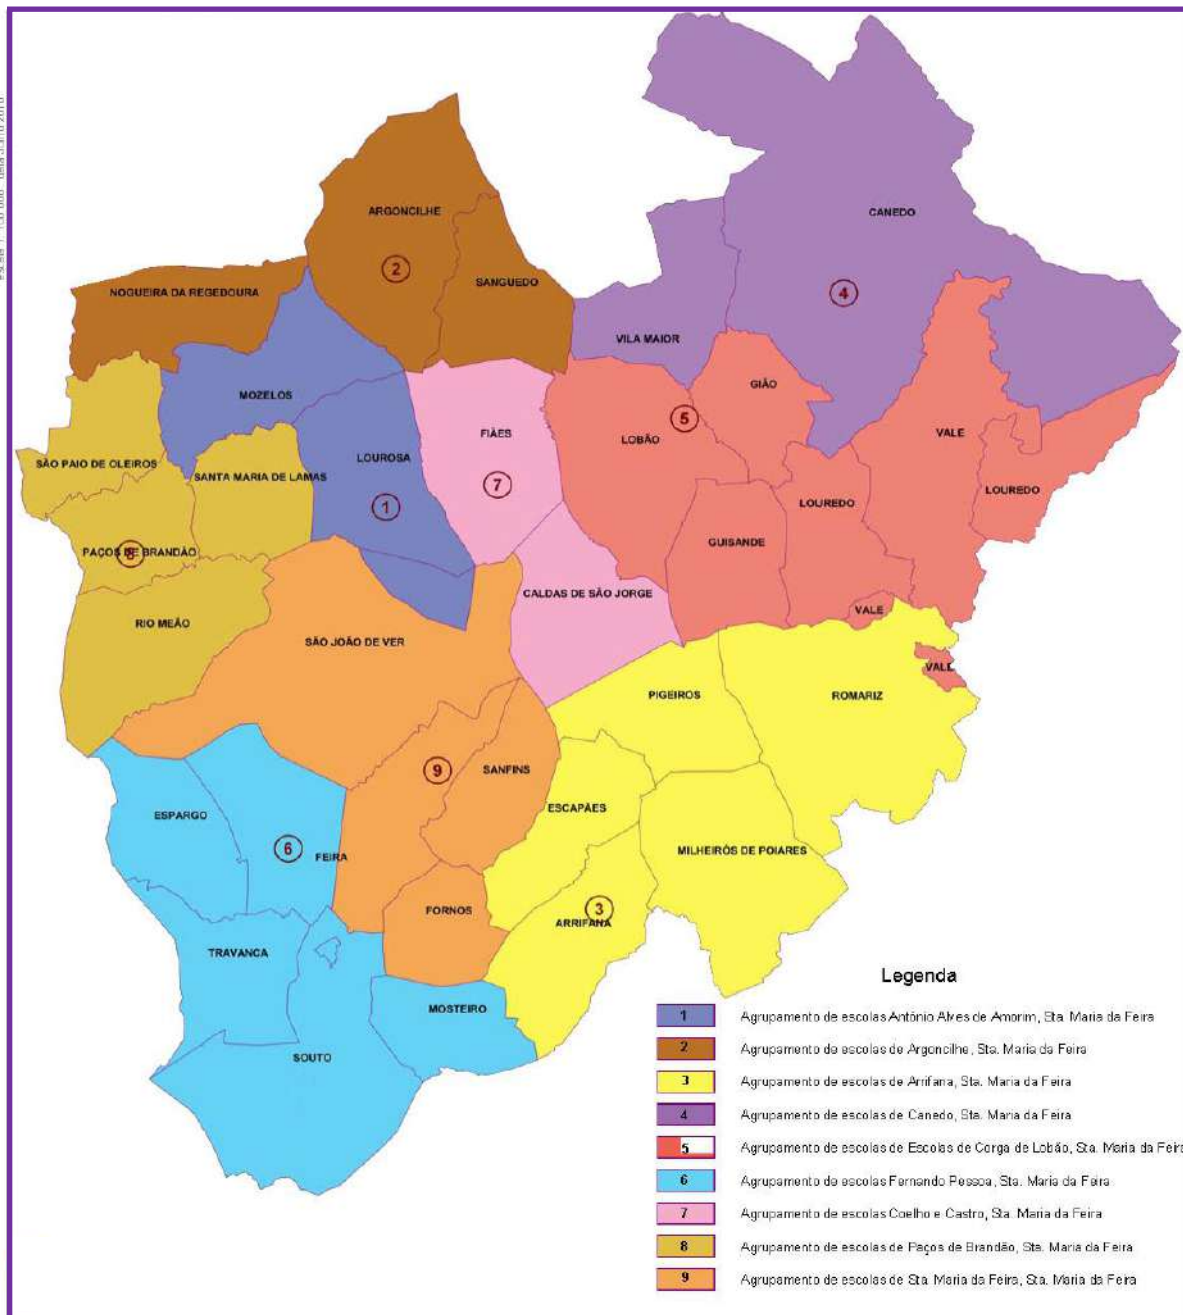 CANEDO
ARGONCILHE
2
SANGUEDO
NOGUEIRA DA REGEDOURA
4
VILA MAIOR
GIÃO
MOZELOS
5
FIÃES
LOBÃO
VALE
LOUROSA
SÃO PAIO DE OLEIROS
SANTA MARIA DE LAMAS
LOUREDO
7
1
LOUREDO
GUISANDE
PAÇOS DE BRANDÃO
8
CALDAS DE SÃO JORGE
VALE
RIO MEÃO
SÃO JOÃO DE VER
VALE
PIGEIROS
ROMARIZ
9
SANFINS
ESCAPÃES
ESPARGO
6
FEIRA
MILHEIRÓS DE POIARES
FORNOS
3
ARRIFANA
TRAVANCA
MOSTEIRO
SOUTO
Legenda
1 Agrupamento de escolas António Alves de Amorim, Sta. Maria da Feira
2 Agrupamento de escolas de Argoncilhe, Sta. Maria da Feira
3 Agrupamento de escolas de Arrifana, Sta. Maria da Feira
4 Agrupamento de escolas de Canedo, Sta. Maria da Feira
5 Agrupamento de escolas de Escolas de Corga de Lobão, Sta. Maria da Feira
6 Agrupamento de escolas Fernando Pessoa, Sta. Maria da Feira
7 Agrupamento de escolas Coelho e Castro, Sta. Maria da Feira
8 Agrupamento de escolas de Paços de Brandão, Sta. Maria da Feira
9 Agrupamento de escolas de Sta. Maria da Feira, Sta. Maria da Feira